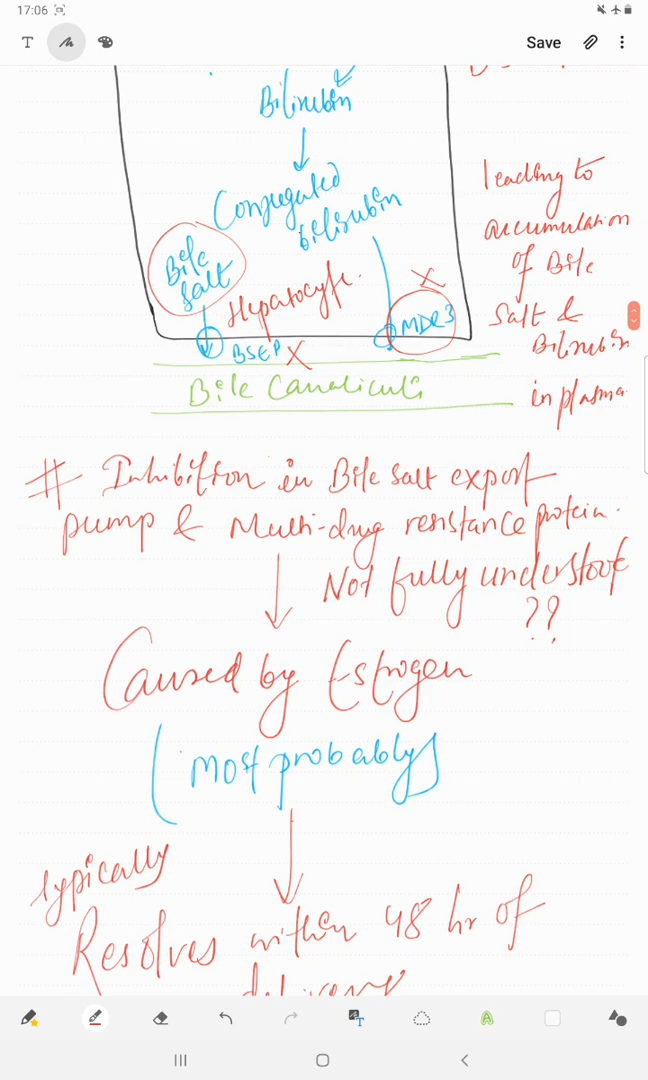 17:06
T
Save
Bilirubin
Conjugated
bilirubin
Bile
Salt
Hepatocyte
X
MDR3
BSEP X
Bile Canaliculi
leading to
accumulation
of Bile
Salt &
Bilirubin
in plasma
# Inhibition in Bile salt export
pump & Multi-drug resistance protein.
Not fully understood
??
Caused by Estrogen
(most probably)
typically
Resolves within 48 hr of
delivery
A